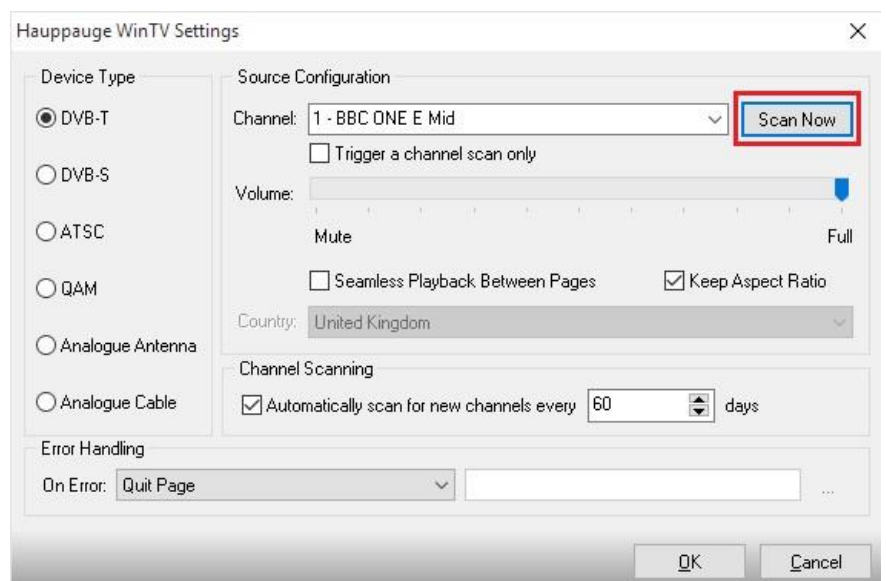 Hauppauge WinTV Settings
Device Type
DVB-T
DVB-S
ATSC
QAM
Analogue Antenna
Analogue Cable
Source Configuration
Channel: 1 - BBC ONE E Mid Scan Now
Trigger a channel scan only
Volume:
Mute Full
Seamless Playback Between Pages Keep Aspect Ratio
Country: United Kingdom
Channel Scanning
Automatically scan for new channels every 60 days
Error Handling
On Error: Quit Page ...
OK Cancel